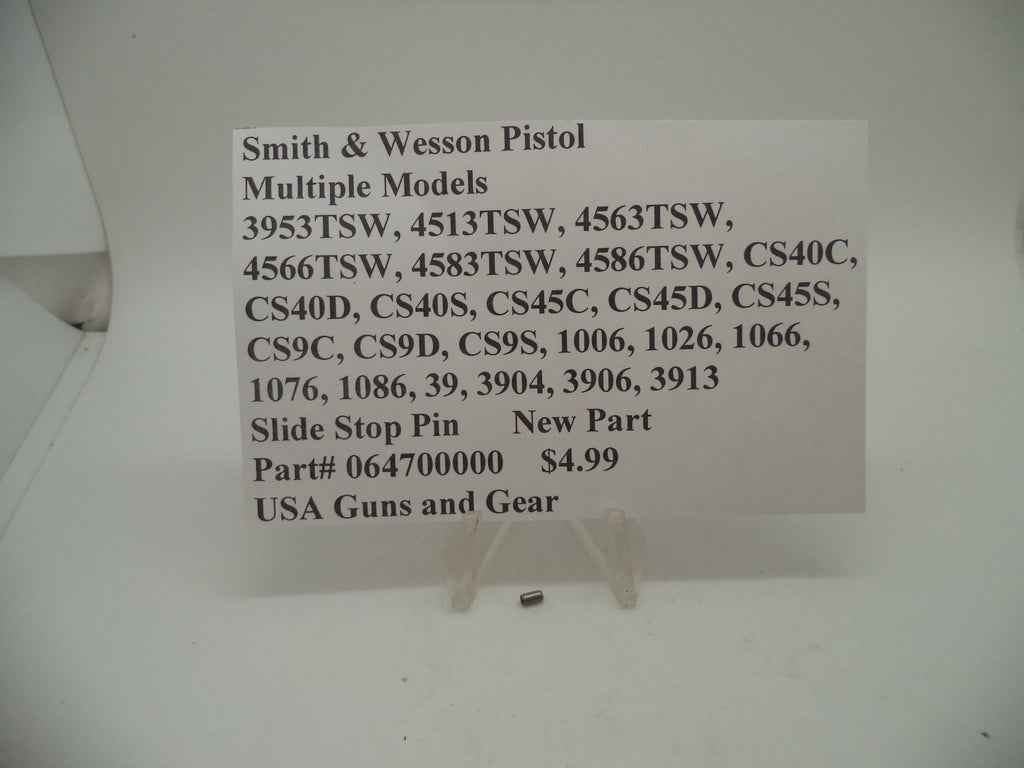 Smith & Wesson Pistol
Multiple Models
3953TSW, 4513TSW, 4563TSW,
4566TSW, 4583TSW, 4586TSW, CS40C,
CS40D, CS40S, CS45C, CS45D, CS45S,
CS9C, CS9D, CS9S, 1006, 1026, 1066,
1076, 1086, 39, 3904, 3906, 3913
Slide Stop Pin New Part
Part# 064700000 $4.99
USA Guns and Gear